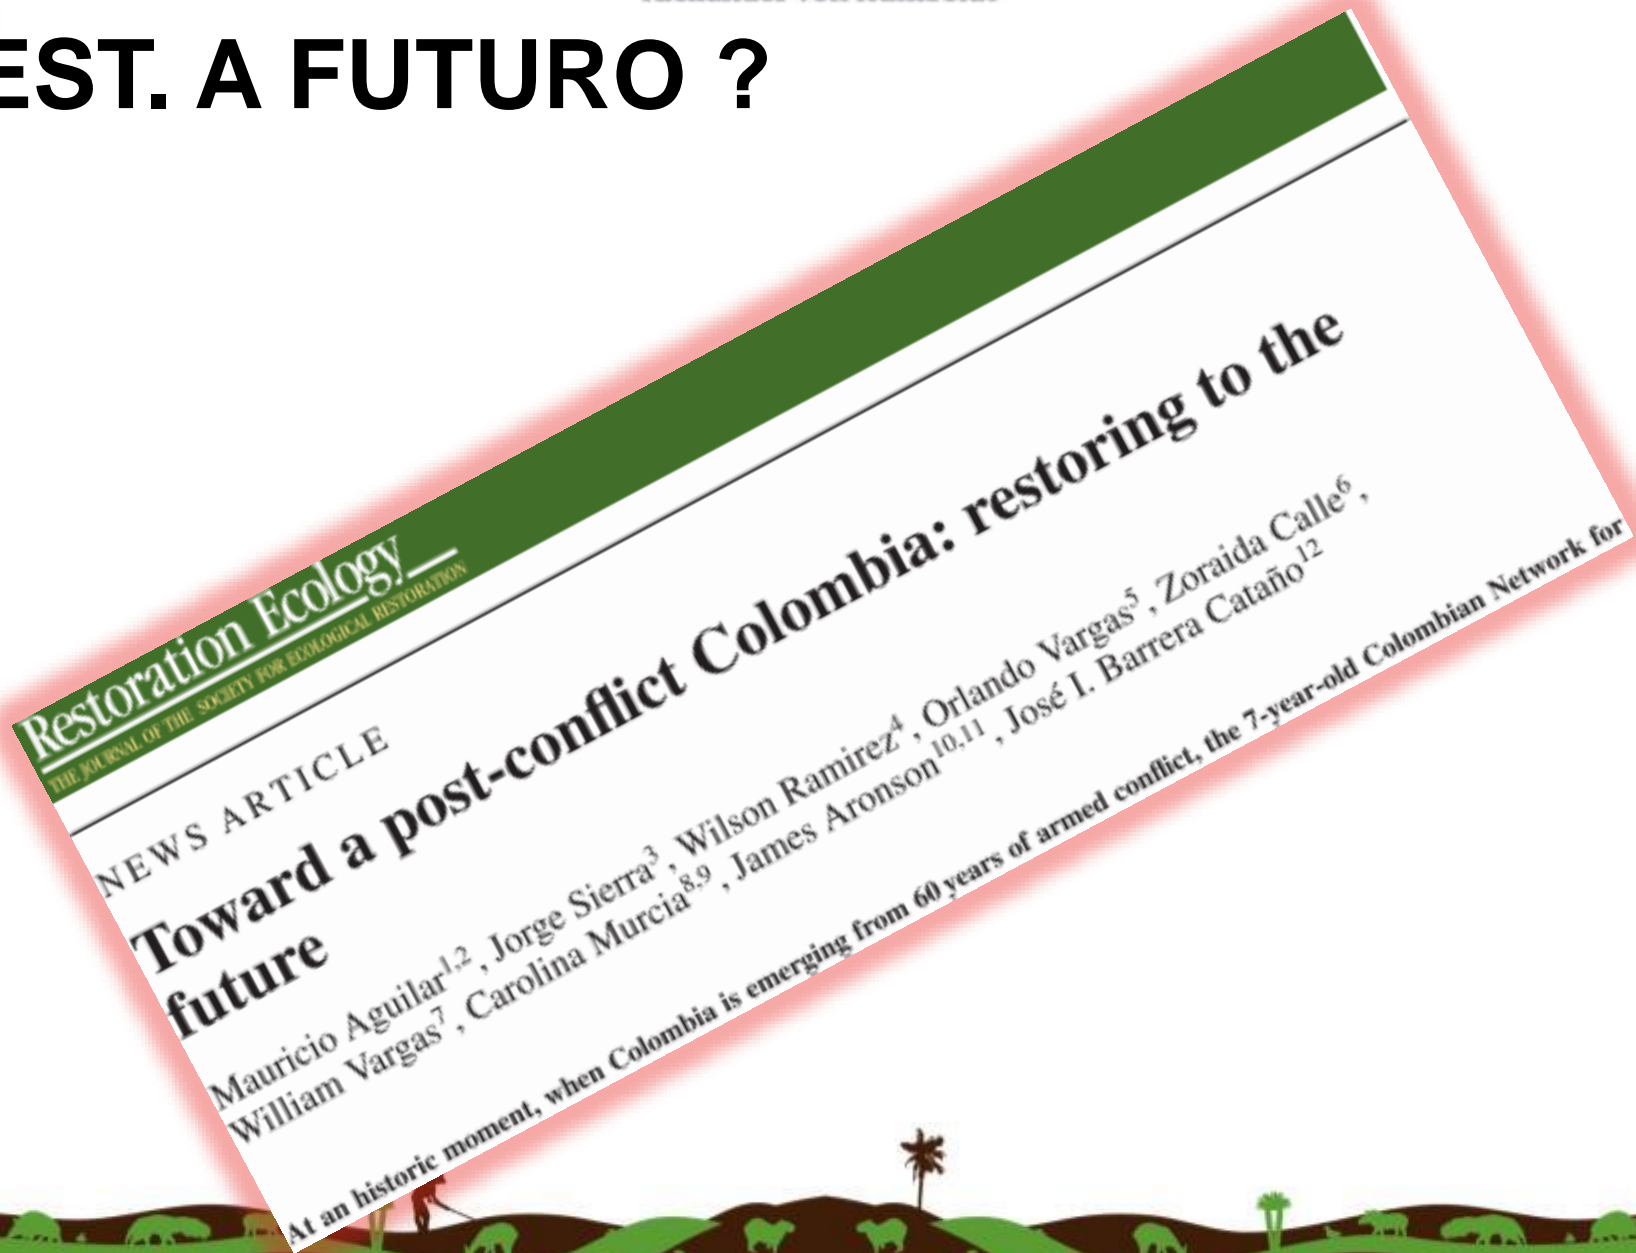 EST. A FUTURO ?
Restoration Ecology
THE JOURNAL OF THE SOCIETY FOR ECOLOGICAL RESTORATION
NEWS ARTICLE
Toward a post-conflict Colombia: restoring to the
future
Mauricio Aguilar1,2, Jorge Sierra3, Wilson Ramirez4, Orlando Vargas5, Zoraida Calle6,
William Vargas7, Carolina Murcia8,9, James Aronson10,11, José I. Barrera Cataño12
At an historic moment, when Colombia is emerging from 60 years of armed conflict, the 7-year-old Colombian Network for